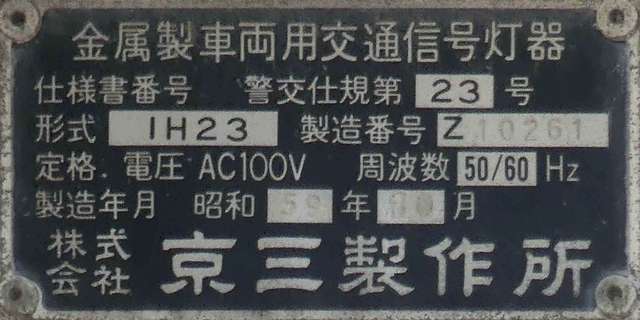 金属製車両用交通信号灯器
仕様書番号 警交仕規第 23 号
形式 1H23 製造番号 Z10261
定格. 電圧 AC100V 周波数 50/60 Hz
製造年月 昭和 59 年 月
株式会社 京三製作所